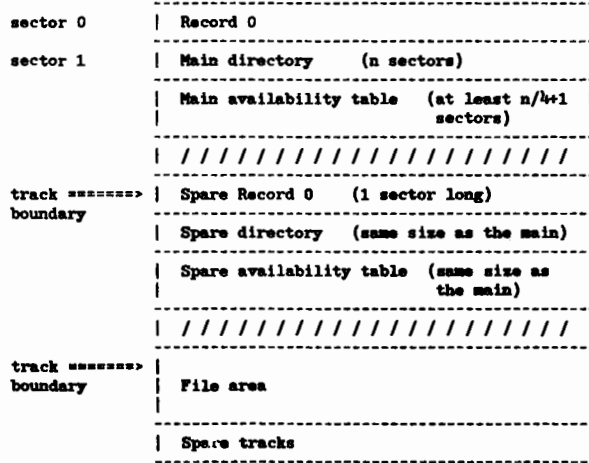 sector 0 | Record 0
sector 1 | Main directory (n sectors)
| Main availability table (at least n/4+1
| sectors)
| / / / / / / / / / / / / / / / / / / / / /
track =======> | Spare Record 0 (1 sector long)
boundary
| Spare directory (same size as the main)
| Spare availability table (same size as
| the main)
| / / / / / / / / / / / / / / / / / / / / /
track =======> |
boundary | File area
|
| Spare tracks